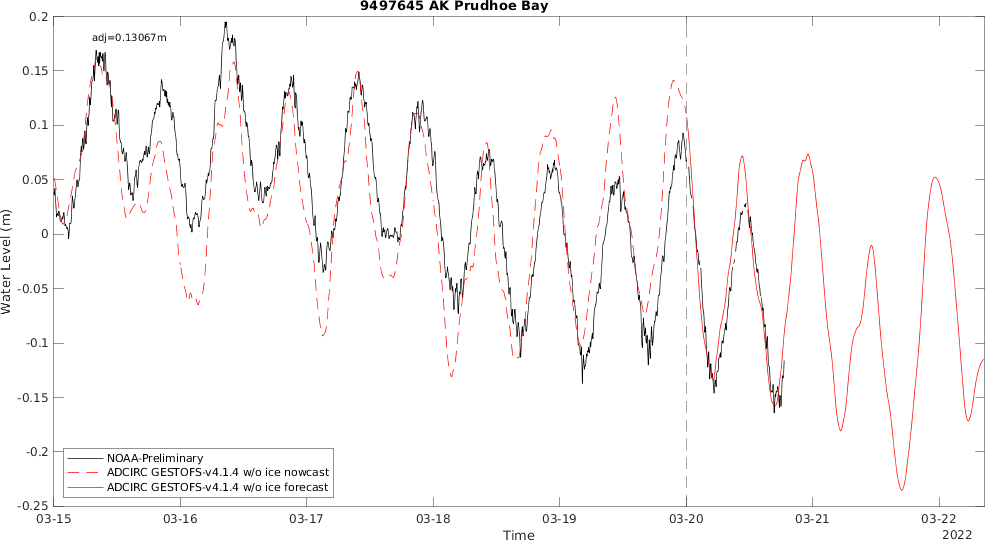 9497645 AK Prudhoe Bay
adj=0.13067m
0.2
0.15
0.1
0.05
0
-0.05
-0.1
-0.15
-0.2
-0.25
Water Level (m)
NOAA-Preliminary
ADCIRC GESTOFS-v4.1.4 w/o ice nowcast
ADCIRC GESTOFS-v4.1.4 w/o ice forecast
03-15 03-16 03-17 03-18 03-19 03-20 03-21 03-22
Time
2022